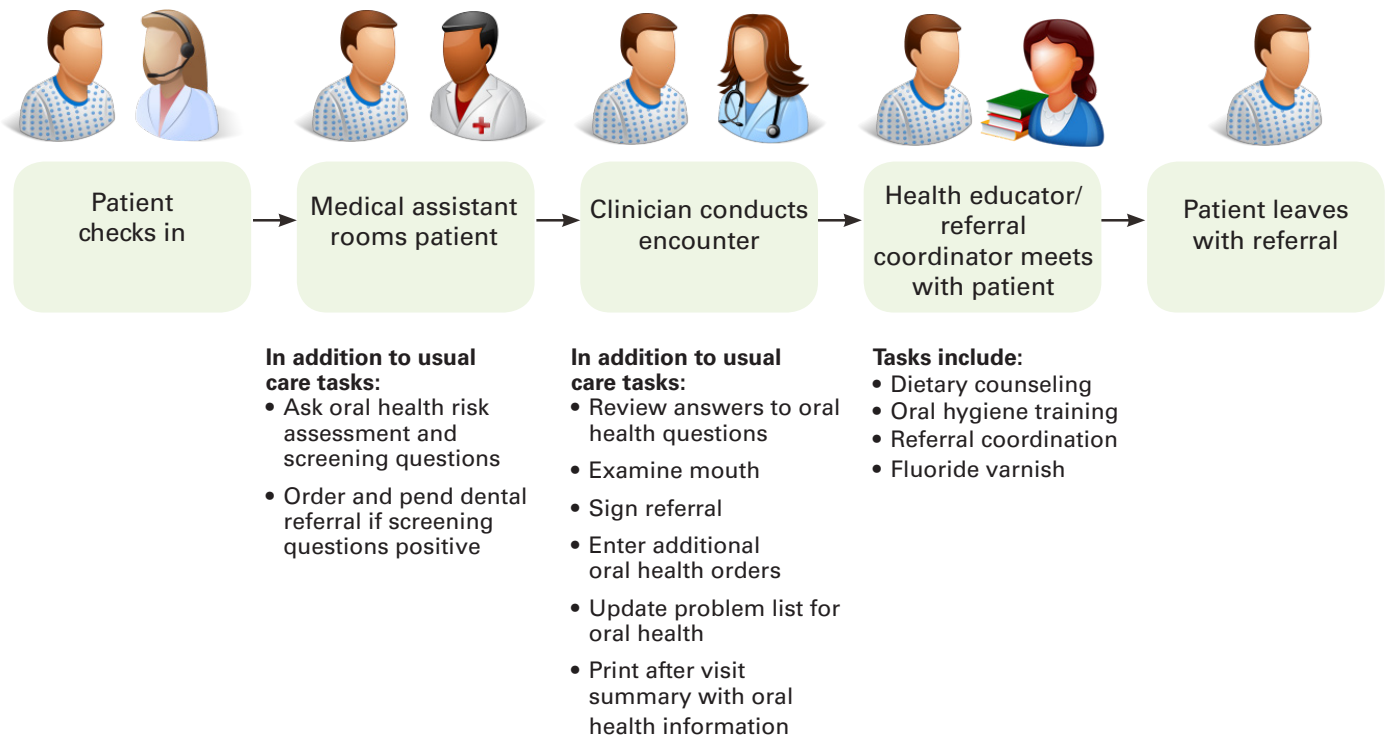 Patient
checks in
Medical assistant
rooms patient
Clinician conducts
encounter
Health educator/
referral
coordinator meets
with patient
Patient leaves
with referral
In addition to usual
care tasks:
• Ask oral health risk
assessment and
screening questions
• Order and pend dental
referral if screening
questions positive
In addition to usual
care tasks:
• Review answers to oral
health questions
• Examine mouth
• Sign referral
• Enter additional
oral health orders
• Update problem list for
oral health
• Print after visit
summary with oral
health information
Tasks include:
• Dietary counseling
• Oral hygiene training
• Referral coordination
• Fluoride varnish